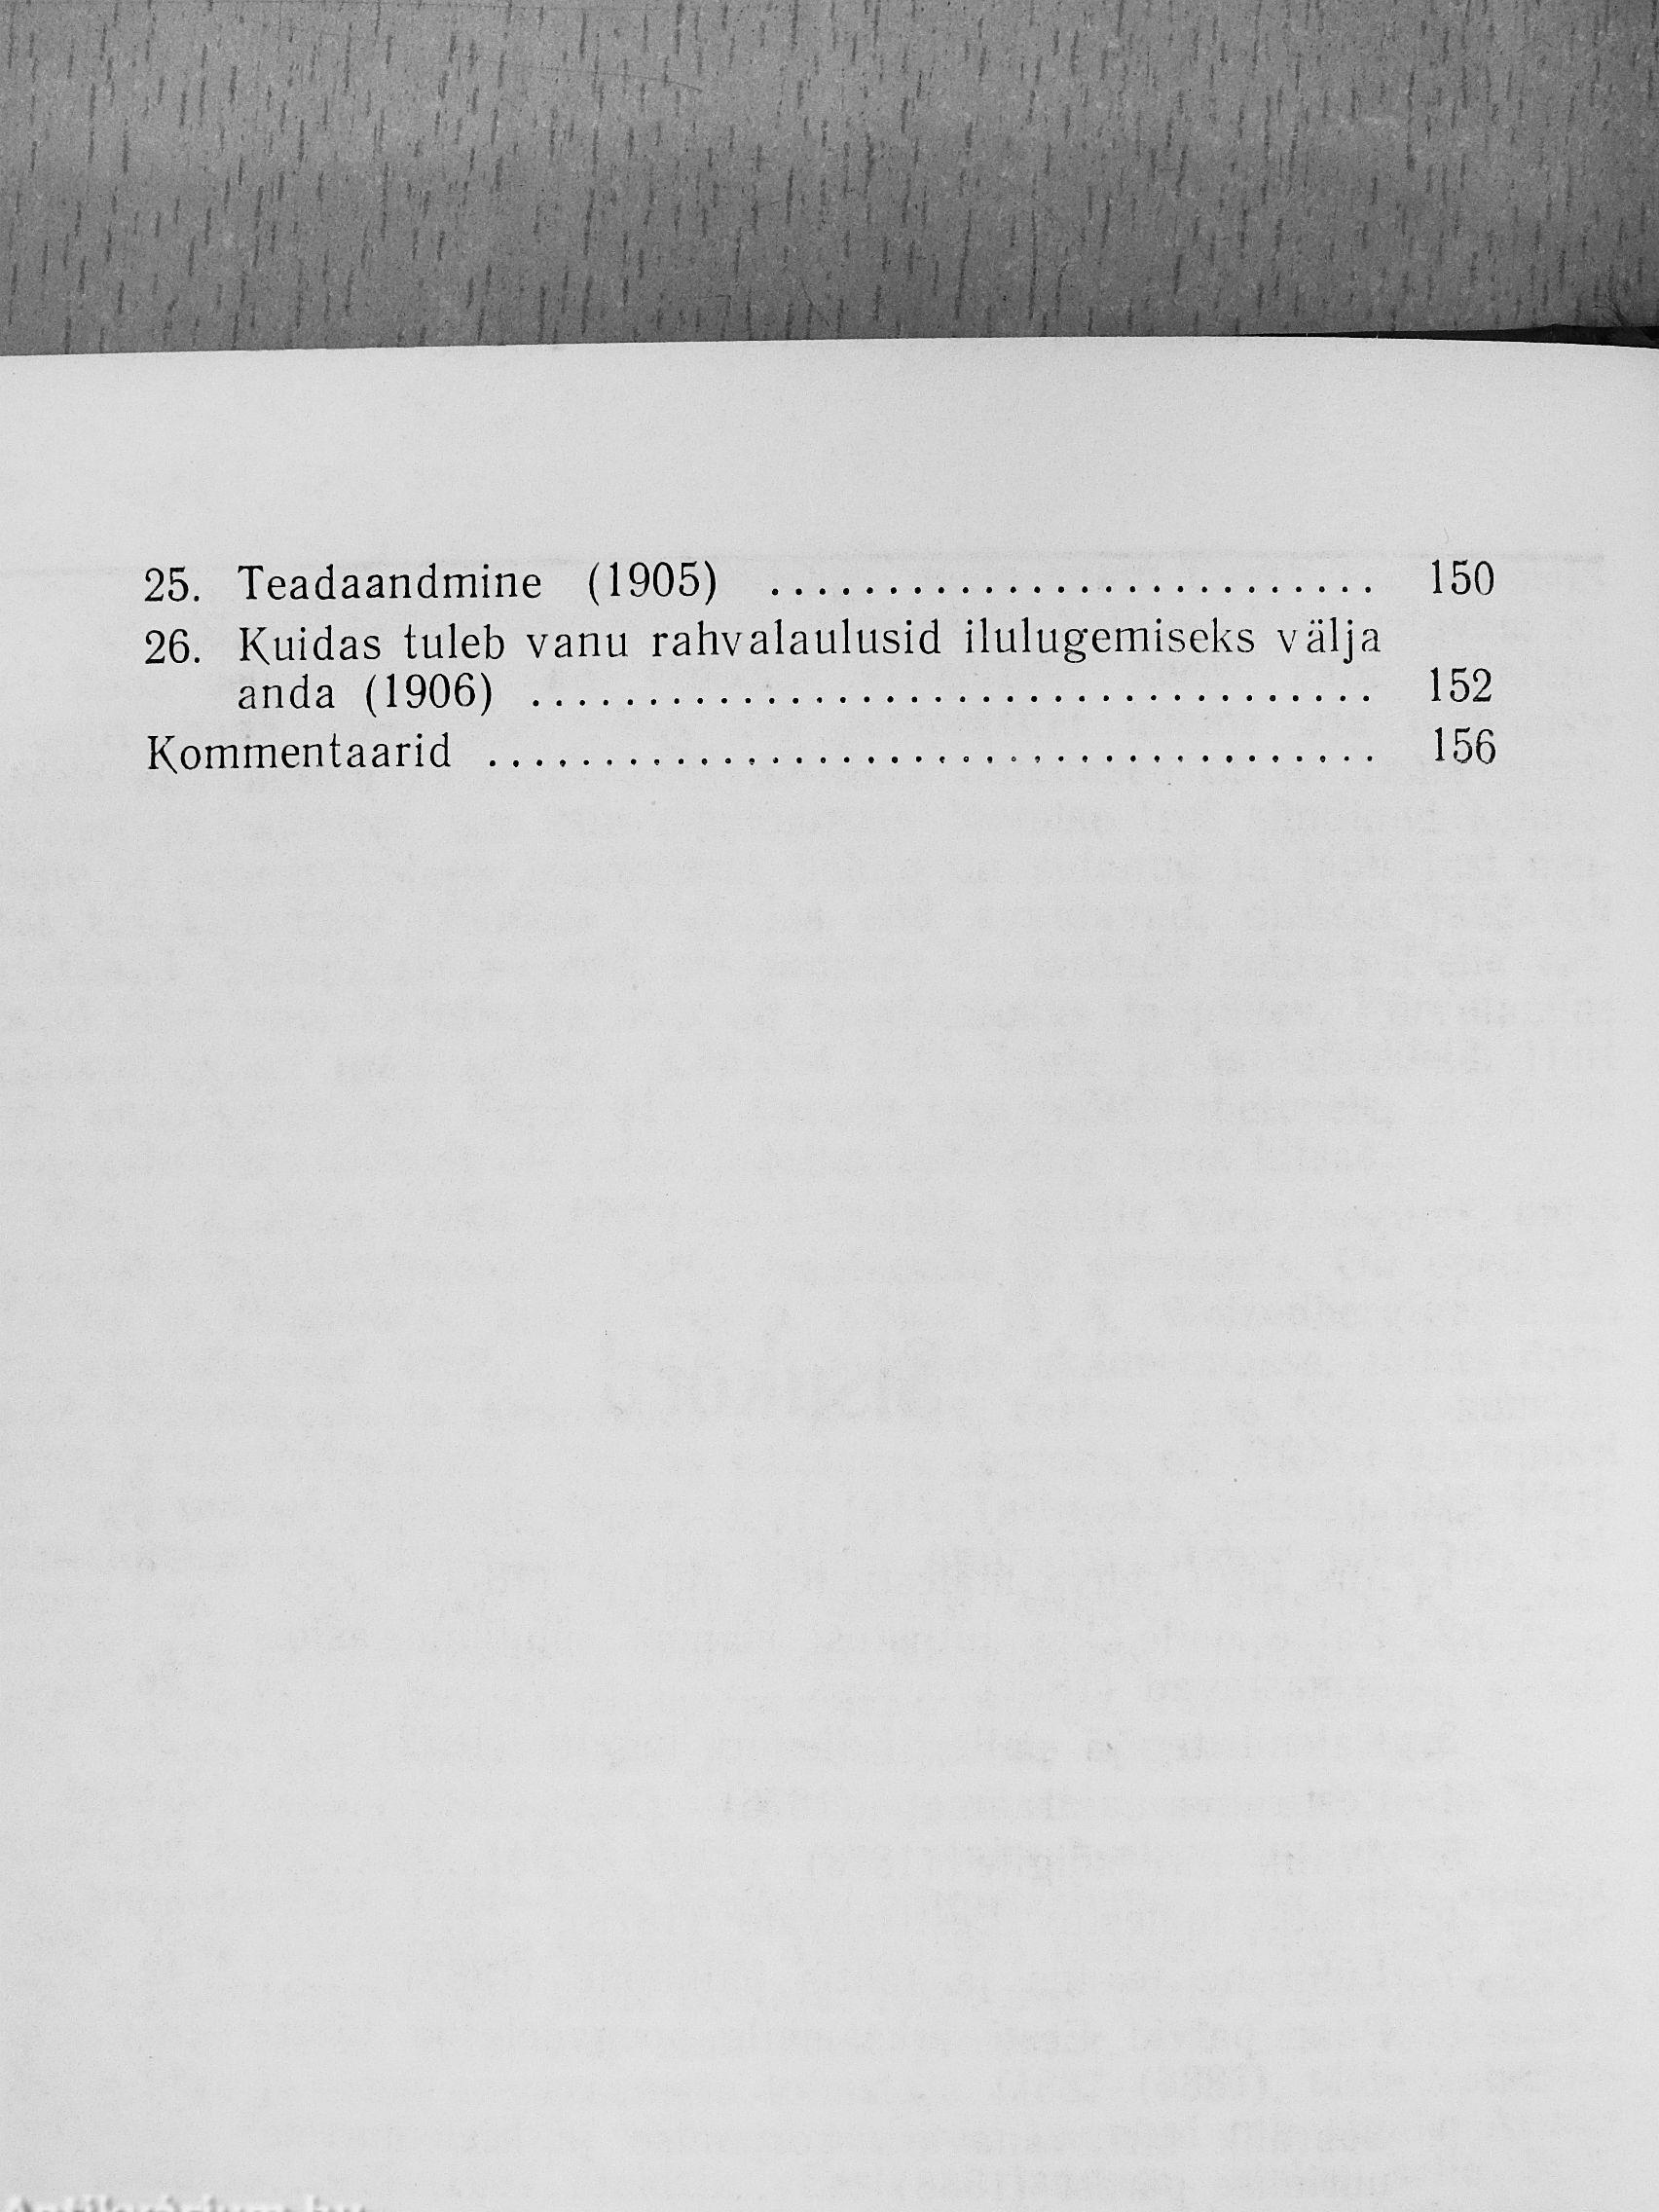 25. Teadaandmine (1905) .......................... 150
26. Kuidas tuleb vanu rahvalaulusid ilulugemiseks välja
anda (1906) .................................... 152
Kommentaarid ...................................... 156